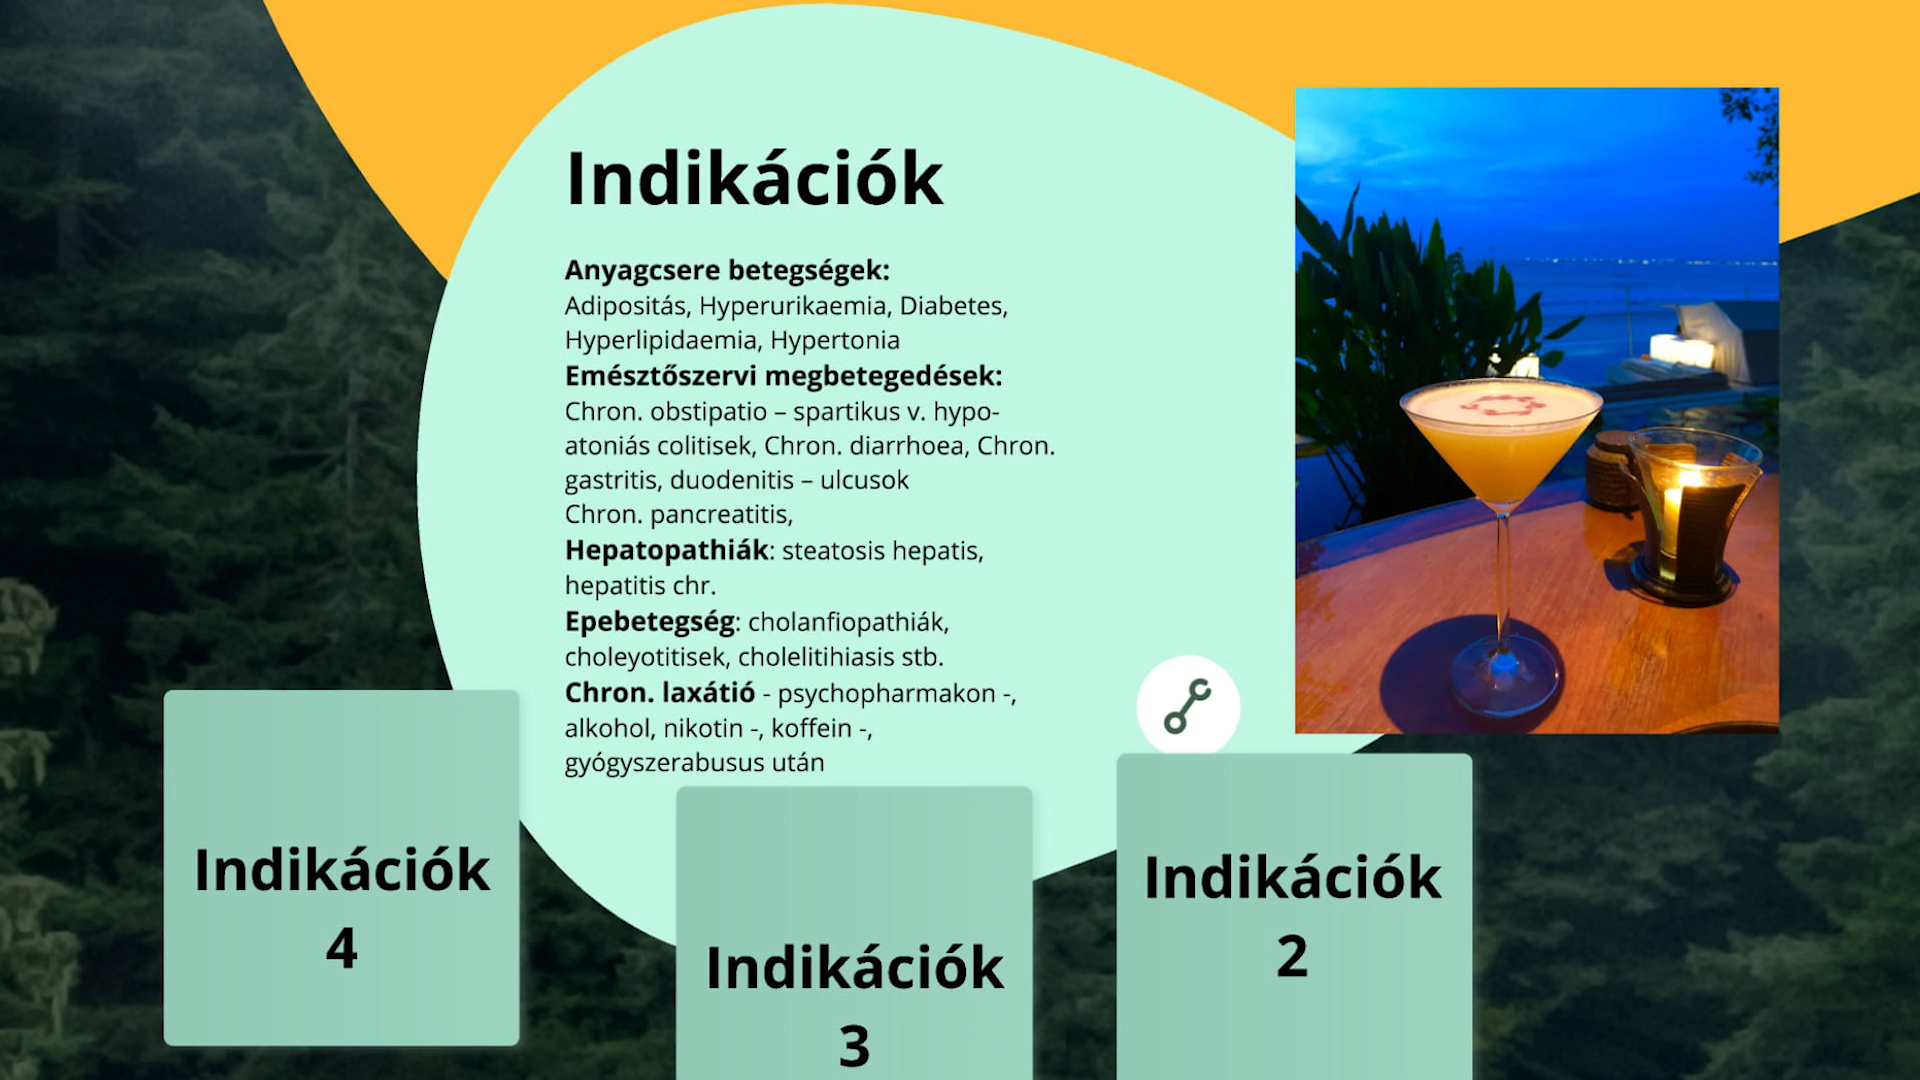 Indikációk
Anyagcsere betegségek:
Adipositás, Hyperurikaemia, Diabetes,
Hyperlipidaemia, Hypertonia
Emésztőszervi megbetegedések:
Chron. obstipatio – spartikus v. hypo-
atoniás colitisek, Chron. diarrhoea, Chron.
gastritis, duodenitis – ulcusok
Chron. pancreatitis,
Hepatopathiák: steatosis hepatis,
hepatitis chr.
Epebetegség: cholanfiopathiák,
choleyotitisek, cholelitihiasis stb.
Chron. laxátió - psychopharmakon -,
alkohol, nikotin -, koffein -,
gyógyszerabusus után
Indikációk
4
Indikációk
3
Indikációk
2